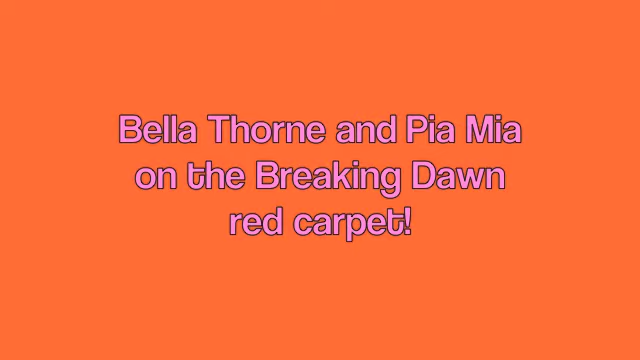 Bella Thorne and Pia Mia
on the Breaking Dawn
red carpet!